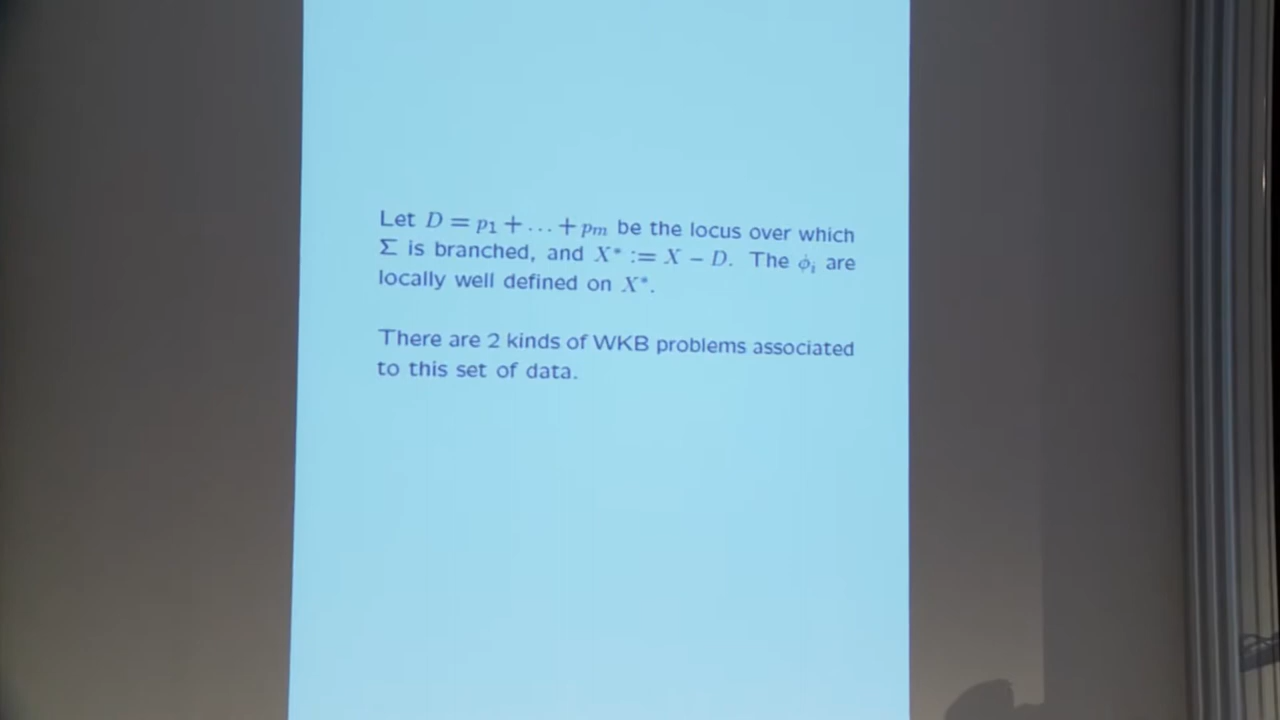 Let D = p₁ + ... + pₘ be the locus over which
Σ is branched, and X* := X − D. The ϕᵢ are
locally well defined on X*.
There are 2 kinds of WKB problems associated
to this set of data.